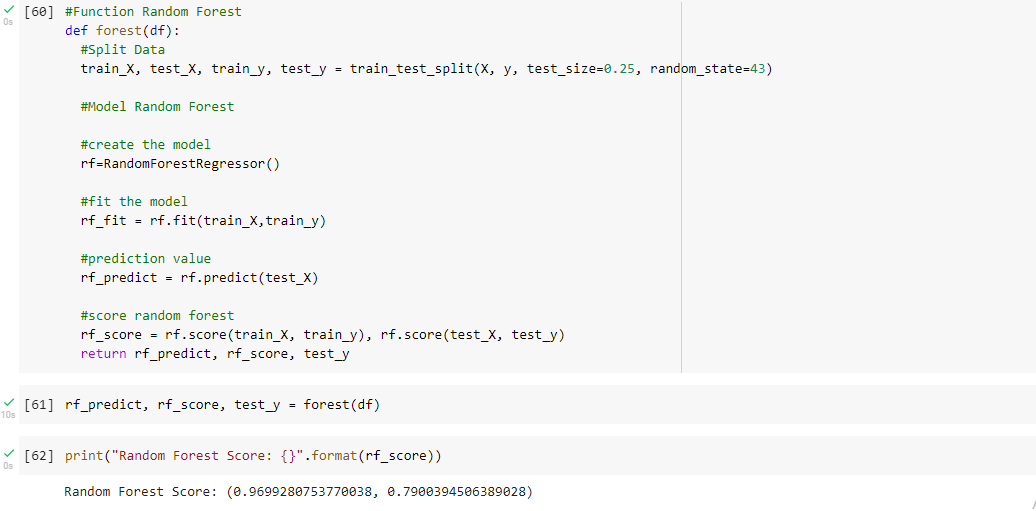 0s
[60] #Function Random Forest
def forest(df):
#Split Data
train_X, test_X, train_y, test_y = train_test_split(X, y, test_size=0.25, random_state=43)
#Model Random Forest
#create the model
rf=RandomForestRegressor()
#fit the model
rf_fit = rf.fit(train_X,train_y)
#prediction value
rf_predict = rf.predict(test_X)
#score random forest
rf_score = rf.score(train_X, train_y), rf.score(test_X, test_y)
return rf_predict, rf_score, test_y
10s
[61] rf_predict, rf_score, test_y = forest(df)
0s
[62] print("Random Forest Score: {}".format(rf_score))
Random Forest Score: (0.9699280753770038, 0.7900394506389028)